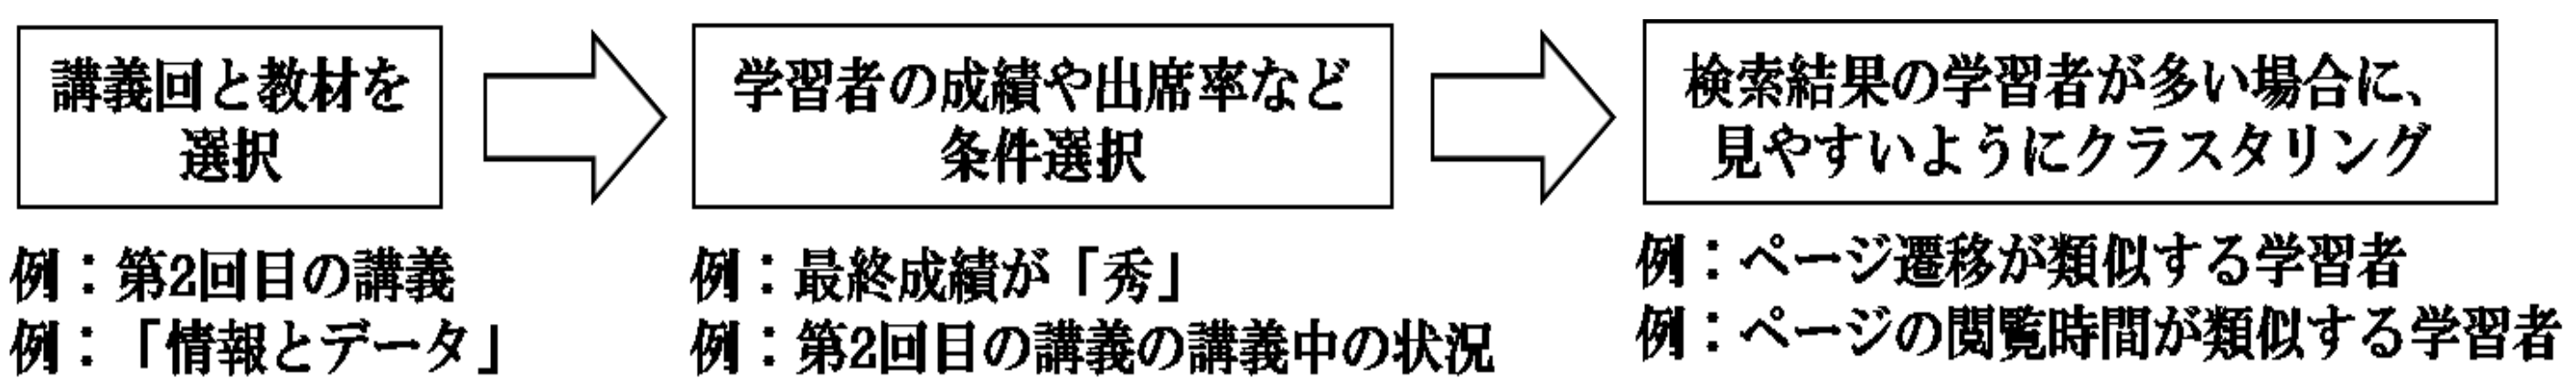 講義回と教材を
選択
学習者の成績や出席率など
条件選択
検索結果の学習者が多い場合に、
見やすいようにクラスタリング
例：第2回目の講義
例：「情報とデータ」
例：最終成績が「秀」
例：第2回目の講義の講義中の状況
例：ページ遷移が類似する学習者
例：ページの閲覧時間が類似する学習者